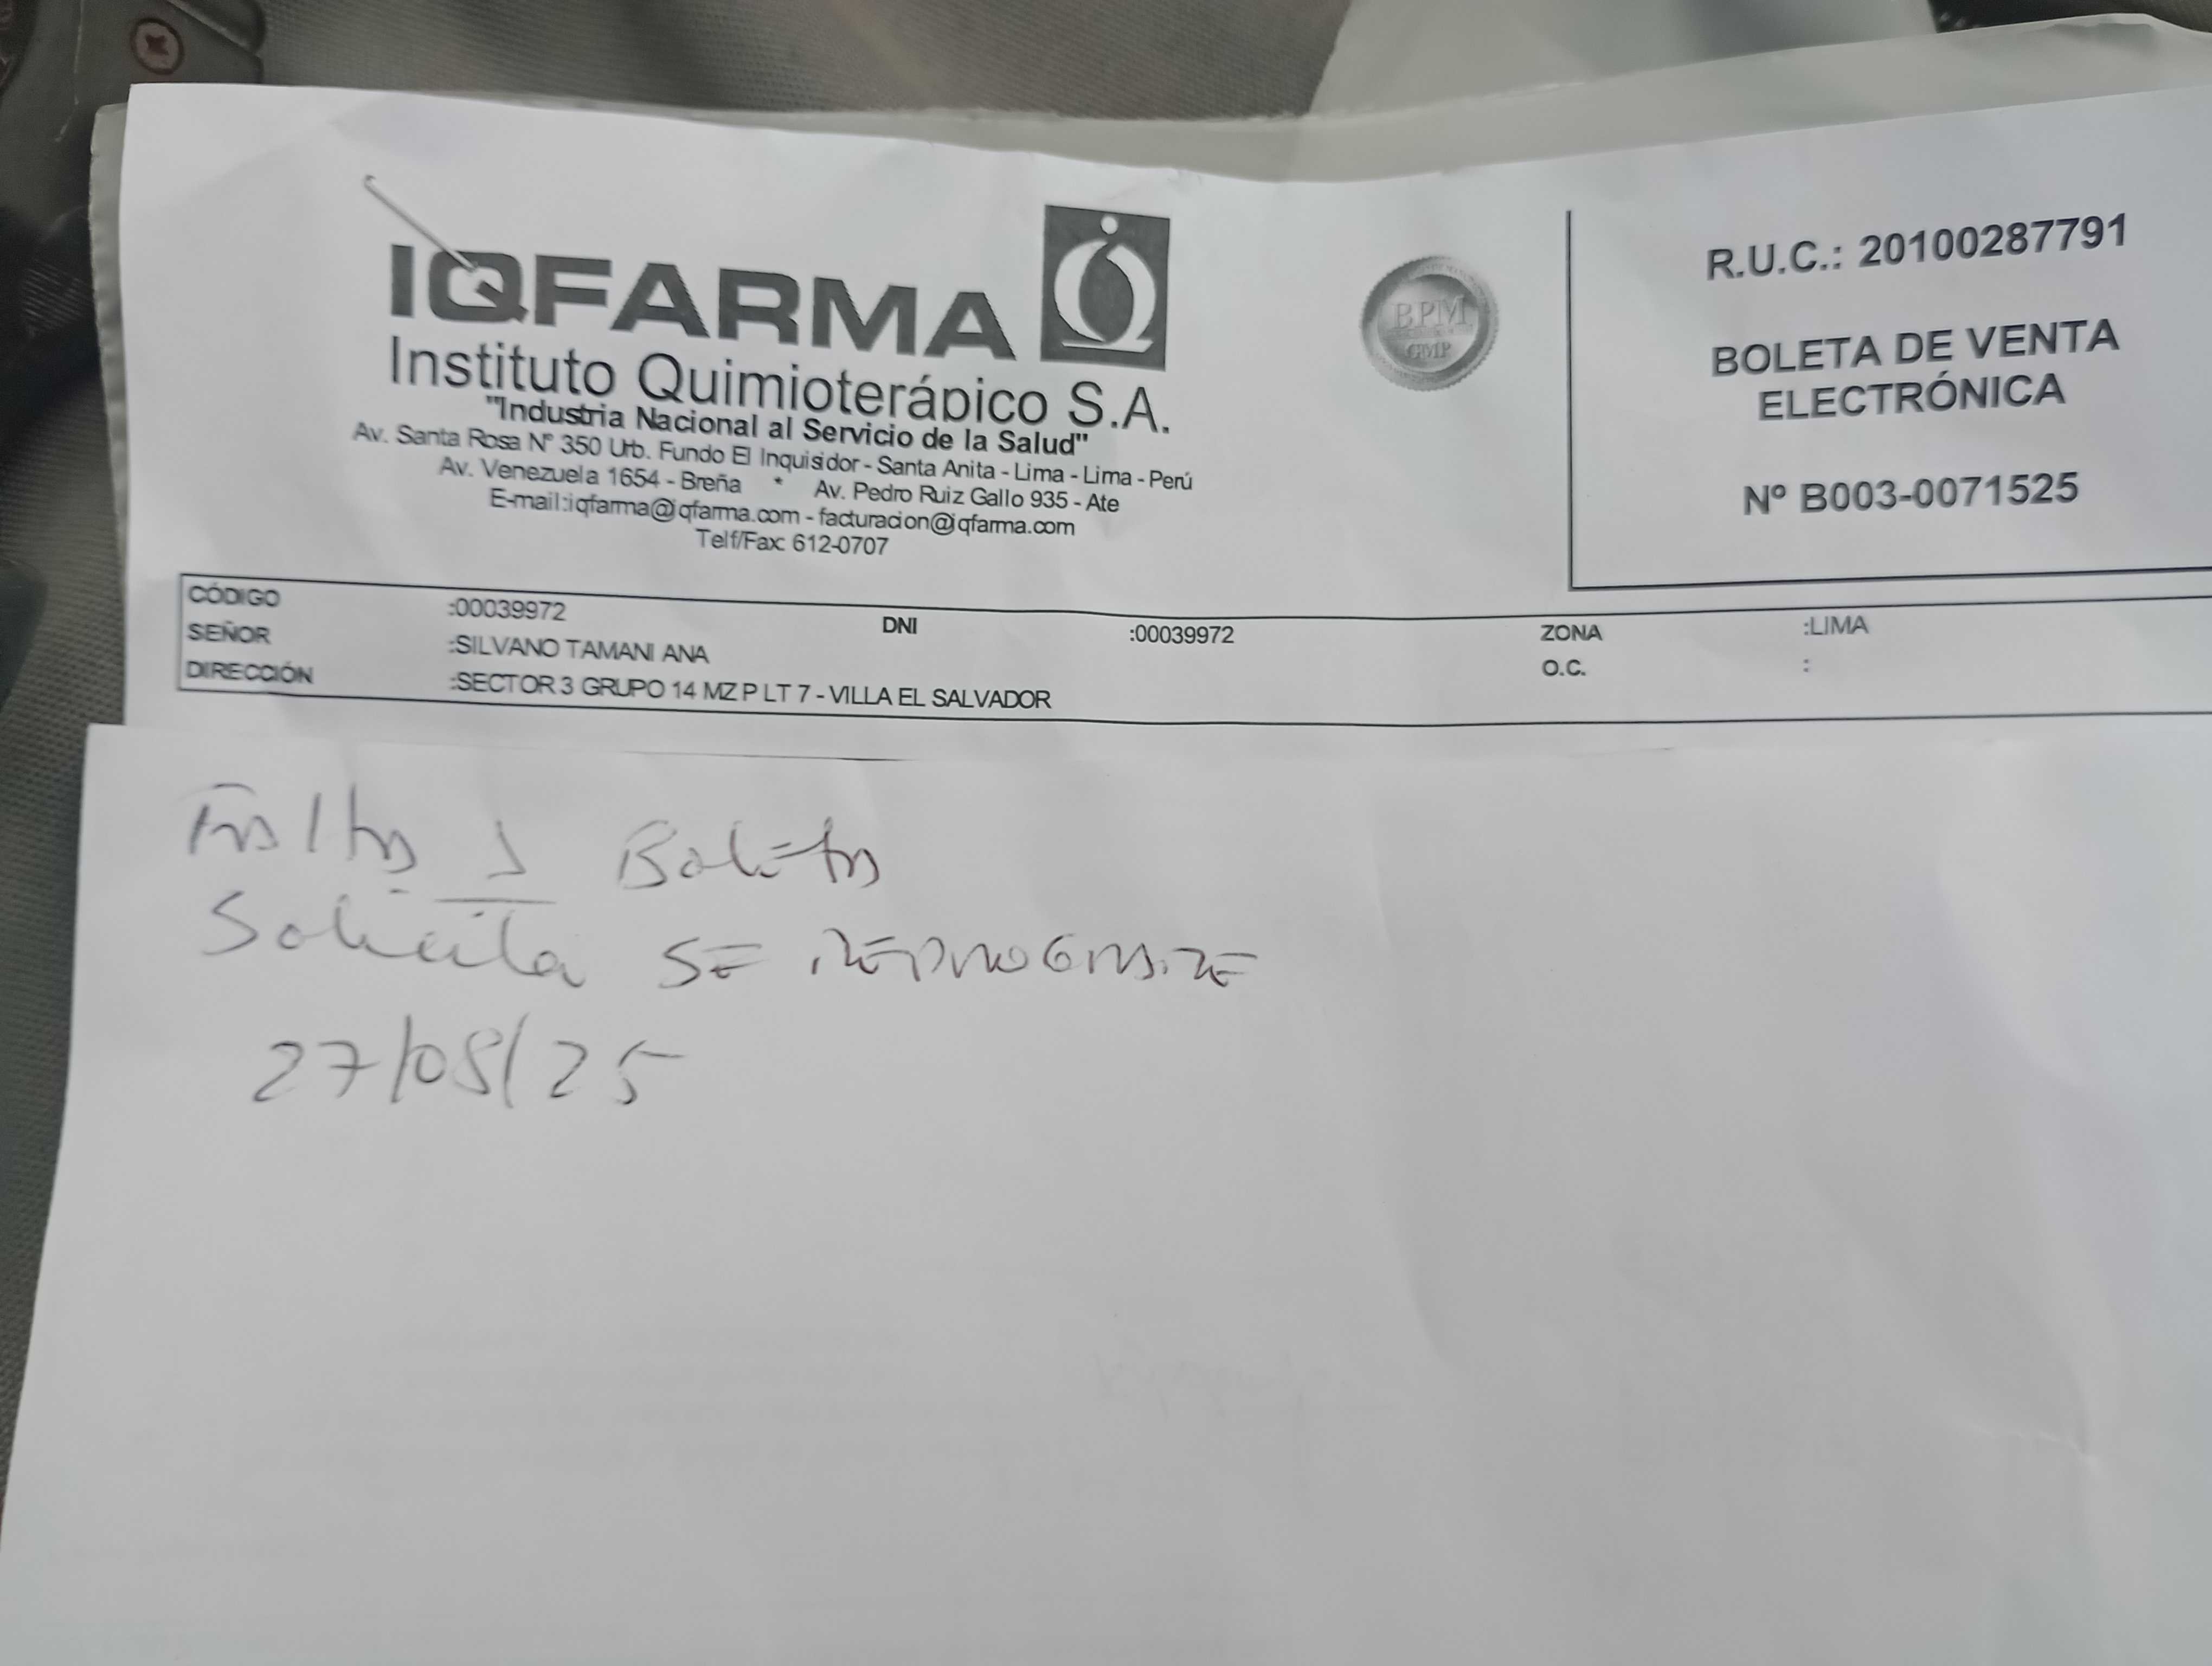 IQFARMA
Instituto Quimioterápico S.A.
"Industria Nacional al Servicio de la Salud"
Av. Santa Rosa Nº 350 Urb. Fundo El Inquisidor - Santa Anita - Lima - Lima - Perú
Av. Venezuela 1654 - Breña * Av. Pedro Ruiz Gallo 935 - Ate
E-mail:iqfarma@iqfarma.com - facturacion@iqfarma.com
Telf/Fax: 612-0707
BPM
GMP
R.U.C.: 20100287791
BOLETA DE VENTA
ELECTRÓNICA
Nº B003-0071525
CÓDIGO :00039972 DNI :00039972 ZONA :LIMA
SEÑOR :SILVANO TAMANI ANA O.C. :
DIRECCIÓN :SECTOR 3 GRUPO 14 MZ P LT 7 - VILLA EL SALVADOR
Falta 1 Boleta
Solicita SE
27/08/25